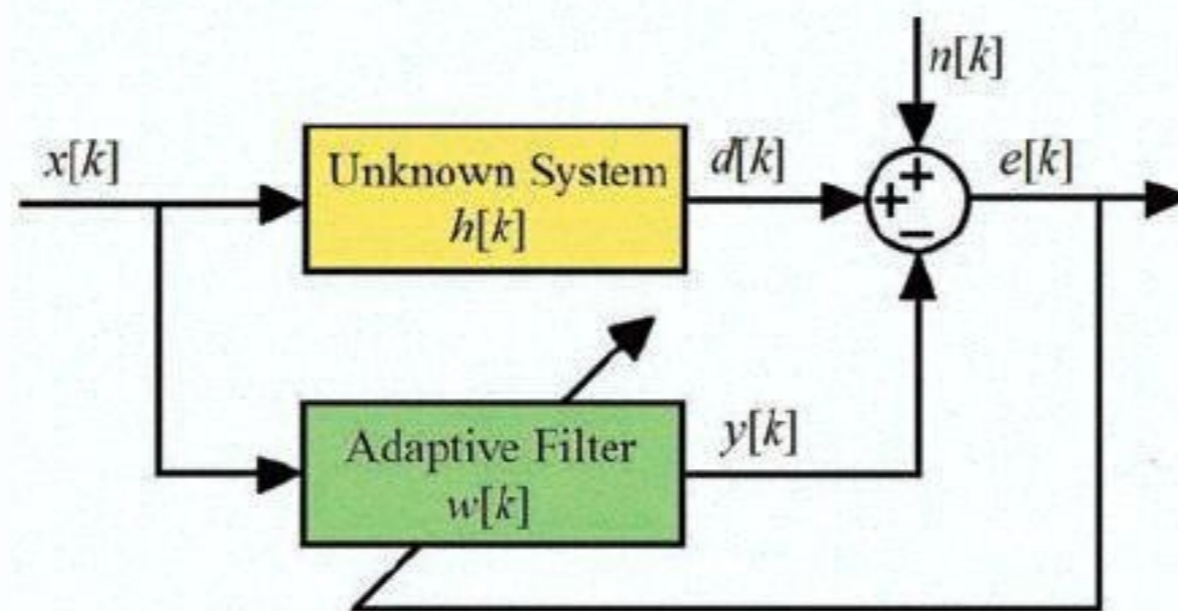 n[k]
x[k]
Unknown System
h[k]
d[k]
+
+
−
e[k]
Adaptive Filter
w[k]
y[k]